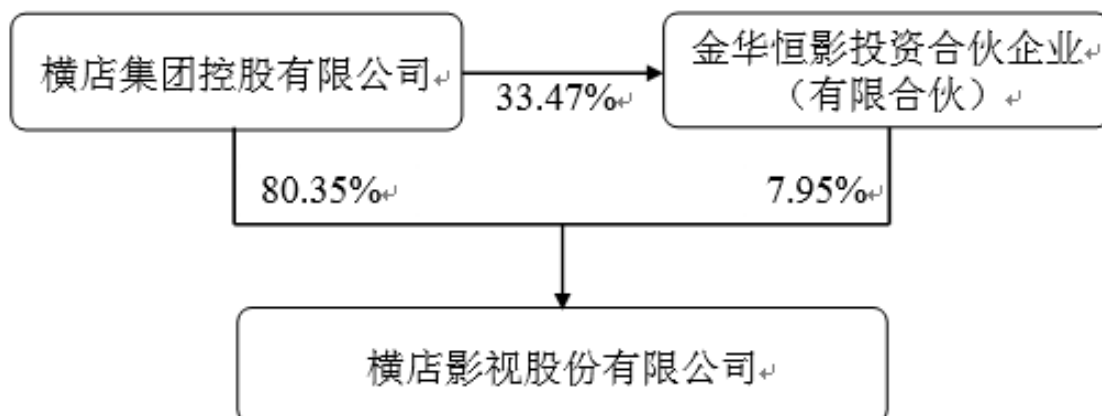 横店集团控股有限公司
金华恒影投资合伙企业
（有限合伙）
33.47%
80.35%
7.95%
横店影视股份有限公司